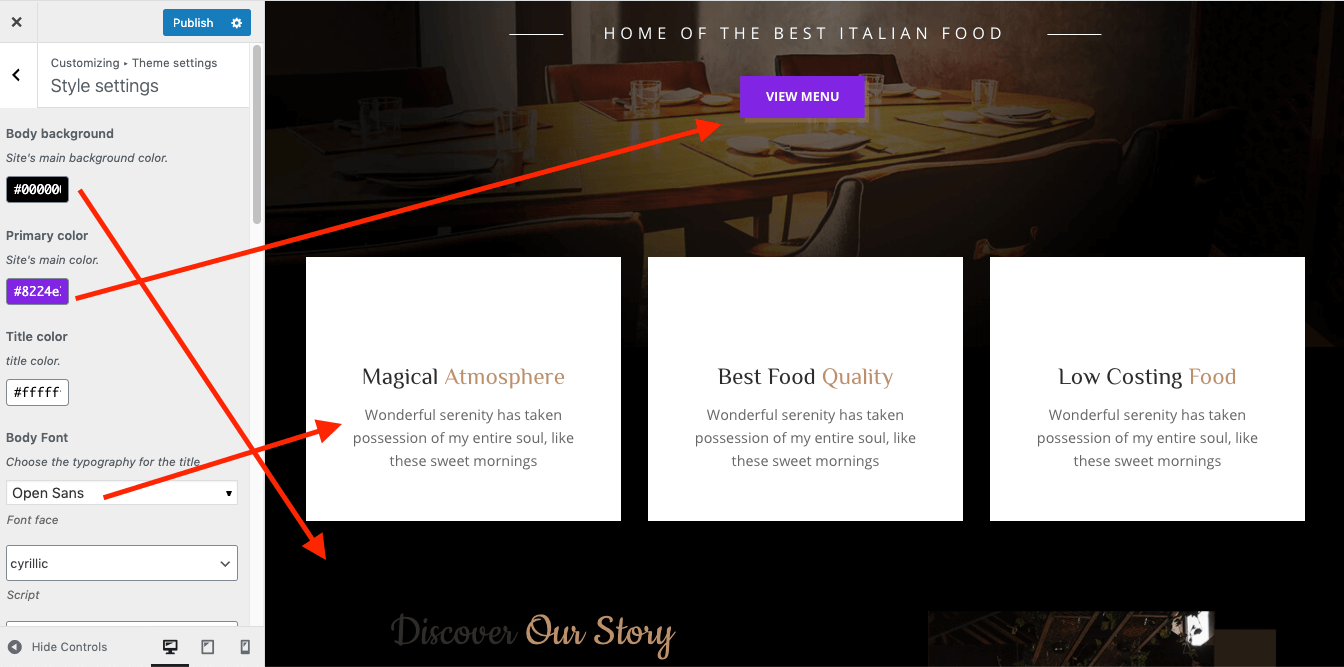 Publish
Customizing ▸ Theme settings
Style settings
Body background
Site's main background color.
#000000
Primary color
Site's main color.
#8224e
Title color
title color.
#fffff
Body Font
Choose the typography for the title
Open Sans
Font face
cyrillic
Script
Hide Controls
HOME OF THE BEST ITALIAN FOOD
VIEW MENU
Magical Atmosphere
Wonderful serenity has taken
possession of my entire soul, like
these sweet mornings
Best Food Quality
Wonderful serenity has taken
possession of my entire soul, like
these sweet mornings
Low Costing Food
Wonderful serenity has taken
possession of my entire soul, like
these sweet mornings
Discover Our Story